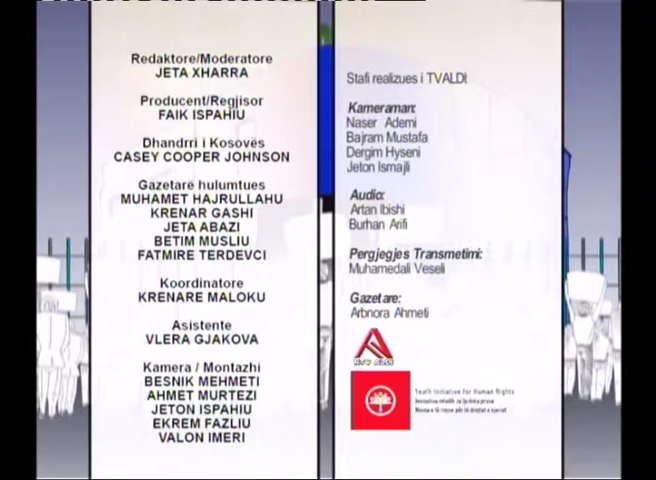 Redaktore/Moderatore
JETA XHARRA
Producent/Regjisor
FAIK ISPAHIU
Dhandrri i Kosovës
CASEY COOPER JOHNSON
Gazetarë hulumtues
MUHAMET HAJRULLAHU
KRENAR GASHI
JETA ABAZI
BETIM MUSLIU
FATMIRE TERDEVCI
Koordinatore
KRENARE MALOKU
Asistente
VLERA GJAKOVA
Kamera / Montazhi
BESNIK MEHMETI
AHMET MURTEZI
JETON ISPAHIU
EKREM FAZLIU
VALON IMERI
Stafi realizues i TVALDI
Kameraman:
Naser Ademi
Bajram Mustafa
Dergim Hyseni
Jeton Ismajli
Audio:
Artan Ibishi
Burhan Arifi
Pergjegjes Transmetimi:
Muhamedali Veseli
Gazetare:
Arbnora Ahmeti
RTV ALDI
Youth Initiative for Human Rights